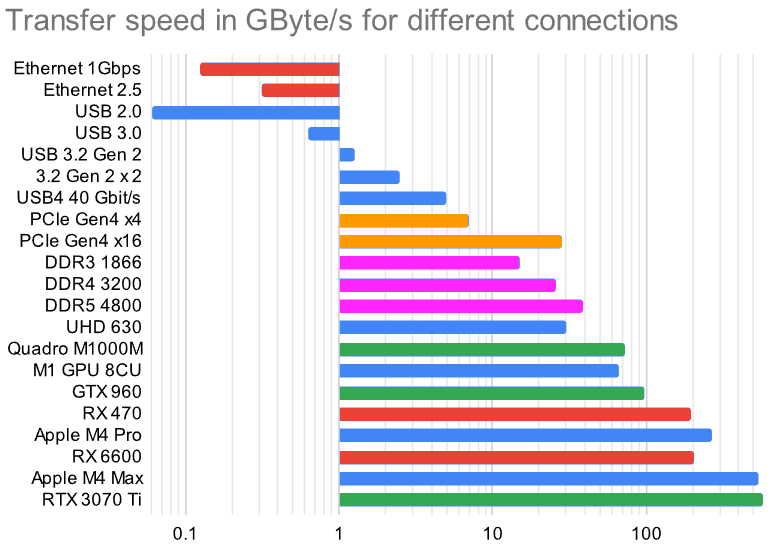 Transfer speed in GByte/s for different connections
Ethernet 1Gbps
Ethernet 2.5
USB 2.0
USB 3.0
USB 3.2 Gen 2
3.2 Gen 2 x 2
USB4 40 Gbit/s
PCIe Gen4 x4
PCIe Gen4 x16
DDR3 1866
DDR4 3200
DDR5 4800
UHD 630
Quadro M1000M
M1 GPU 8CU
GTX 960
RX 470
Apple M4 Pro
RX 6600
Apple M4 Max
RTX 3070 Ti
0.1 1 10 100